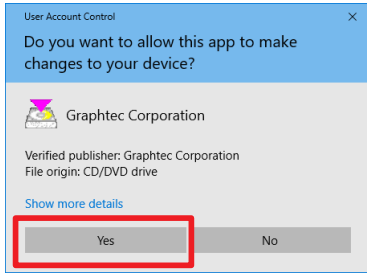 User Account Control
Do you want to allow this app to make
changes to your device?
Graphtec Corporation
Verified publisher: Graphtec Corporation
File origin: CD/DVD drive
Show more details
Yes No